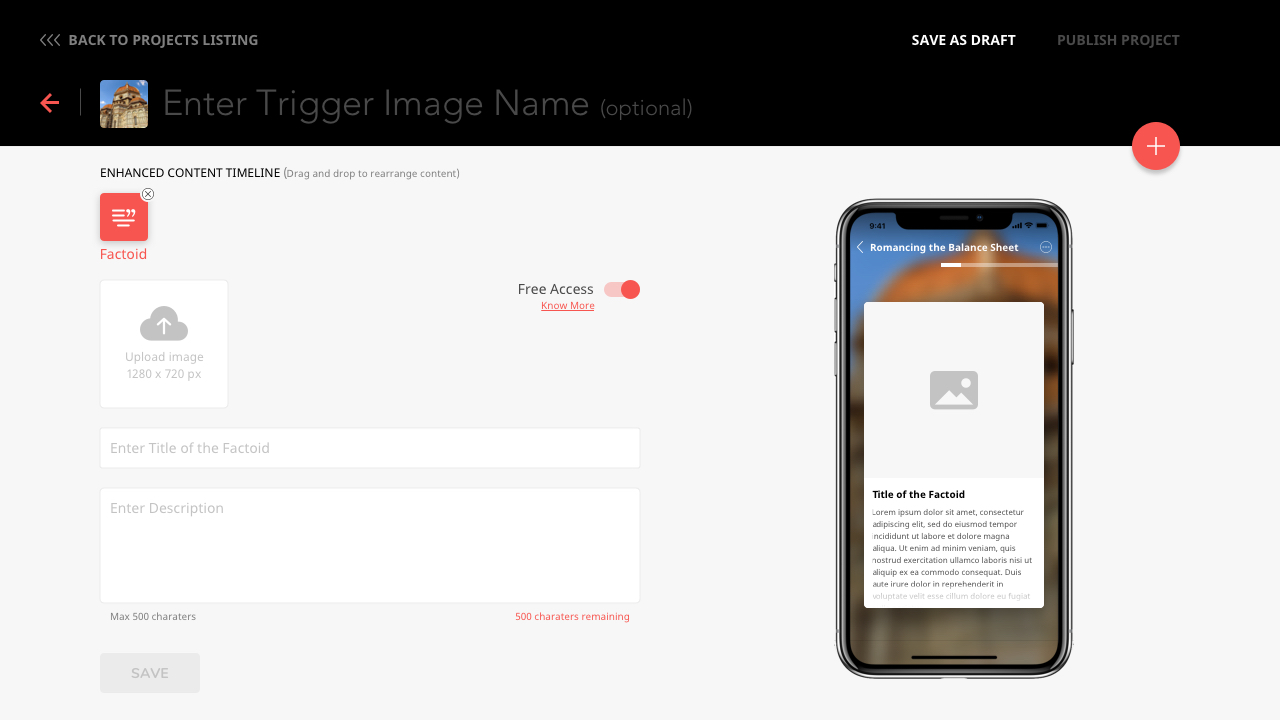 BACK TO PROJECTS LISTING
SAVE AS DRAFT
PUBLISH PROJECT
Enter Trigger Image Name (optional)
ENHANCED CONTENT TIMELINE (Drag and drop to rearrange content)
Factoid
Free Access
Know More
Upload image
1280 x 720 px
Enter Title of the Factoid
Enter Description
Max 500 charaters
500 charaters remaining
SAVE
9:41
Romancing the Balance Sheet
Title of the Factoid
Lorem ipsum dolor sit amet, consectetur
adipiscing elit, sed do eiusmod tempor
incididunt ut labore et dolore magna
aliqua. Ut enim ad minim veniam, quis
nostrud exercitation ullamco laboris nisi ut
aliquip ex ea commodo consequat. Duis
aute irure dolor in reprehenderit in
voluptate velit esse cillum dolore eu fugiat